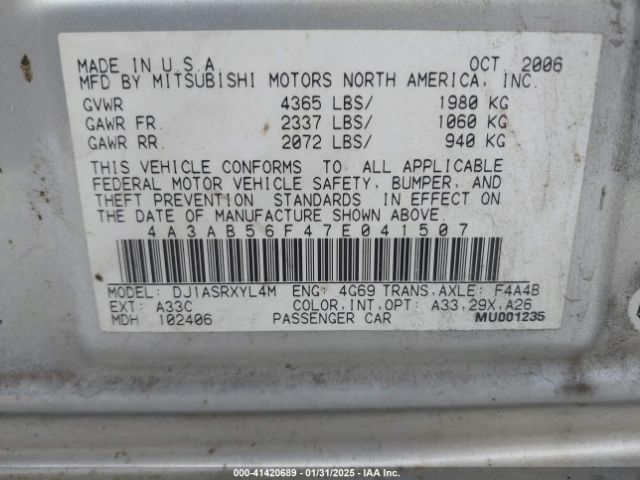 MADE IN U.S.A. OCT. 2006
MFD BY MITSUBISHI MOTORS NORTH AMERICA, INC.
GVWR 4365 LBS/ 1980 KG
GAWR FR. 2337 LBS/ 1060 KG
GAWR RR. 2072 LBS/ 940 KG
THIS VEHICLE CONFORMS TO ALL APPLICABLE
FEDERAL MOTOR VEHICLE SAFETY, BUMPER, AND
THEFT PREVENTION STANDARDS IN EFFECT ON
THE DATE OF MANUFACTURE SHOWN ABOVE.
4A3AB56F47E041507
MODEL: DJ1ASRXYL4M ENG: 4G69 TRANS.AXLE: F4A4B
EXT: A33C COLOR,INT,OPT: A33,29X,A26
MDH 102406 PASSENGER CAR MU001235
000-41420689 - 01/31/2025 - IAA Inc.